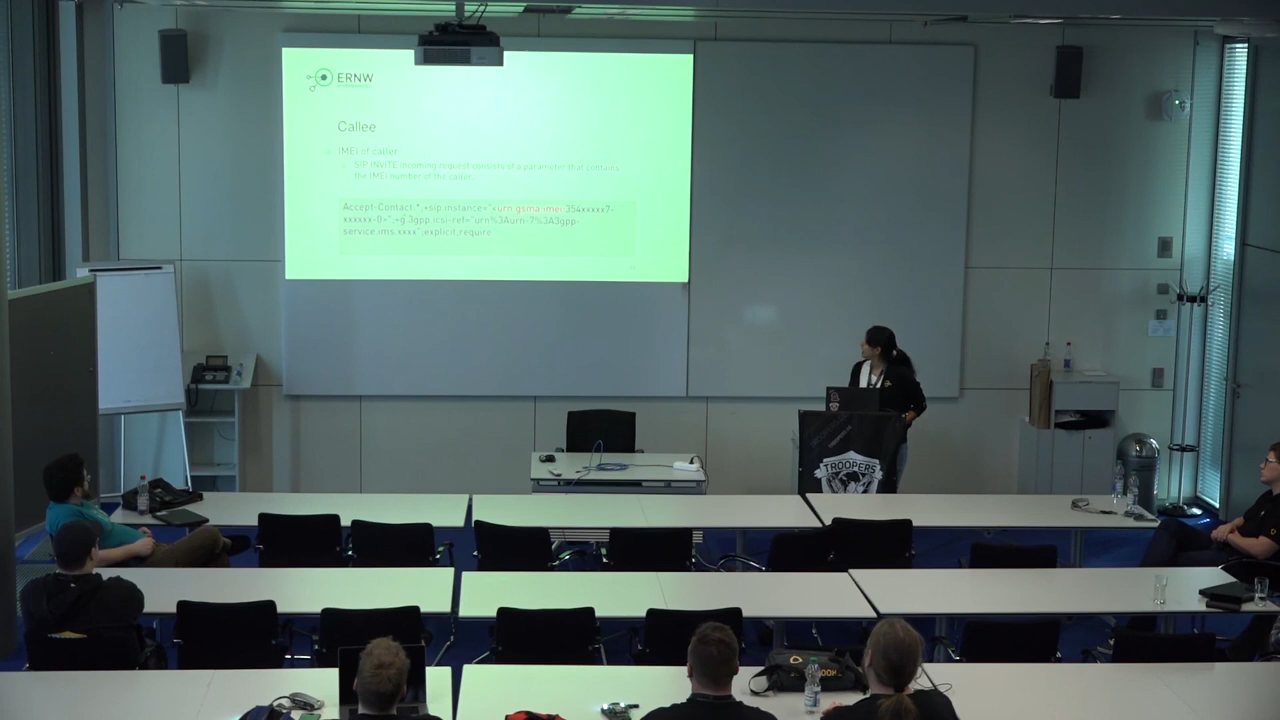 ERNW
Callee
IMEI of caller
SIP INVITE incoming request consists of a parameter that contains
the IMEI number of the caller:
Accept-Contact:*;+sip.instance="<urn:gsma:imei:354xxxxx7-
xxxxxx-0>";+g.3gpp.icsi-ref="urn%3Aurn-7%3A3gpp-
service.ims.xxxx";explicit;require
TROOPERS